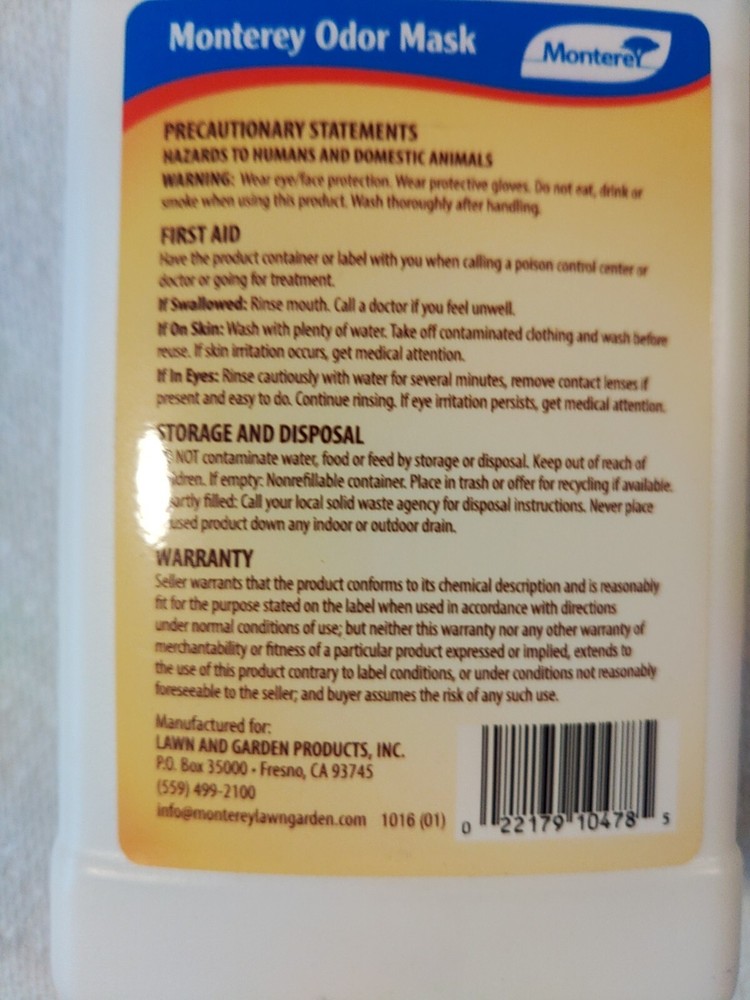 Monterey Odor Mask
Monterey
PRECAUTIONARY STATEMENTS
HAZARDS TO HUMANS AND DOMESTIC ANIMALS
WARNING: Wear eye/face protection. Wear protective gloves. Do not eat, drink or
smoke when using this product. Wash thoroughly after handling.
FIRST AID
Have the product container or label with you when calling a poison control center or
doctor or going for treatment.
If Swallowed: Rinse mouth. Call a doctor if you feel unwell.
If On Skin: Wash with plenty of water. Take off contaminated clothing and wash before
reuse. If skin irritation occurs, get medical attention.
If In Eyes: Rinse cautiously with water for several minutes, remove contact lenses if
present and easy to do. Continue rinsing. If eye irritation persists, get medical attention.
STORAGE AND DISPOSAL
NOT contaminate water, food or feed by storage or disposal. Keep out of reach of
ldren. If empty: Nonrefillable container. Place in trash or offer for recycling if available.
artly filled: Call your local solid waste agency for disposal instructions. Never place
used product down any indoor or outdoor drain.
WARRANTY
Seller warrants that the product conforms to its chemical description and is reasonably
fit for the purpose stated on the label when used in accordance with directions
under normal conditions of use; but neither this warranty nor any other warranty of
merchantability or fitness of a particular product expressed or implied, extends to
the use of this product contrary to label conditions, or under conditions not reasonably
foreseeable to the seller; and buyer assumes the risk of any such use.
Manufactured for:
LAWN AND GARDEN PRODUCTS, INC.
P.O. Box 35000 • Fresno, CA 93745
(559) 499-2100
info@montereylawngarden.com 1016 (01)
0 22179 10478 5